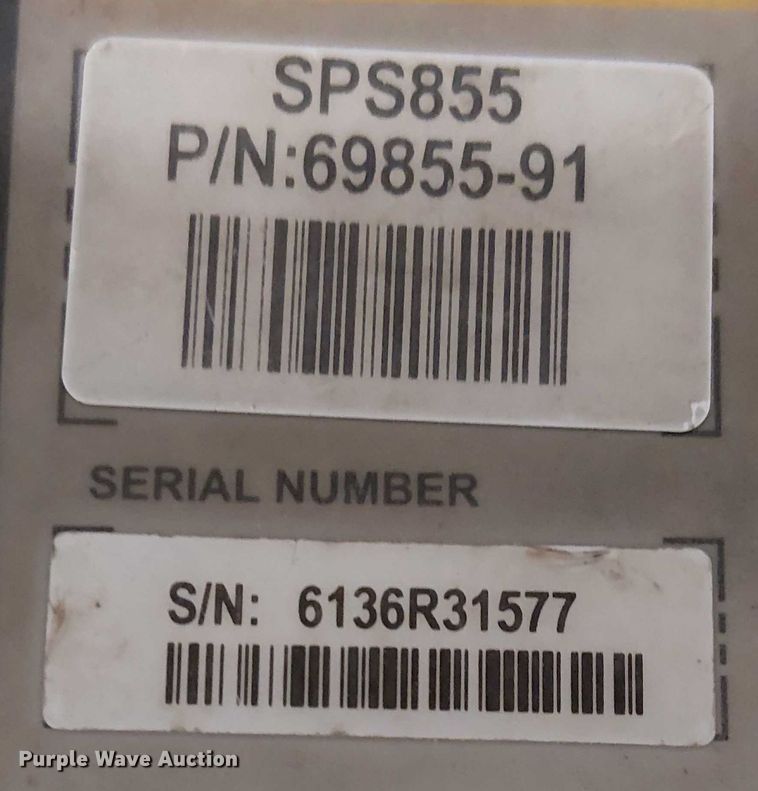 SPS855
P/N:69855-91
SERIAL NUMBER
S/N: 6136R31577
Purple Wave Auction